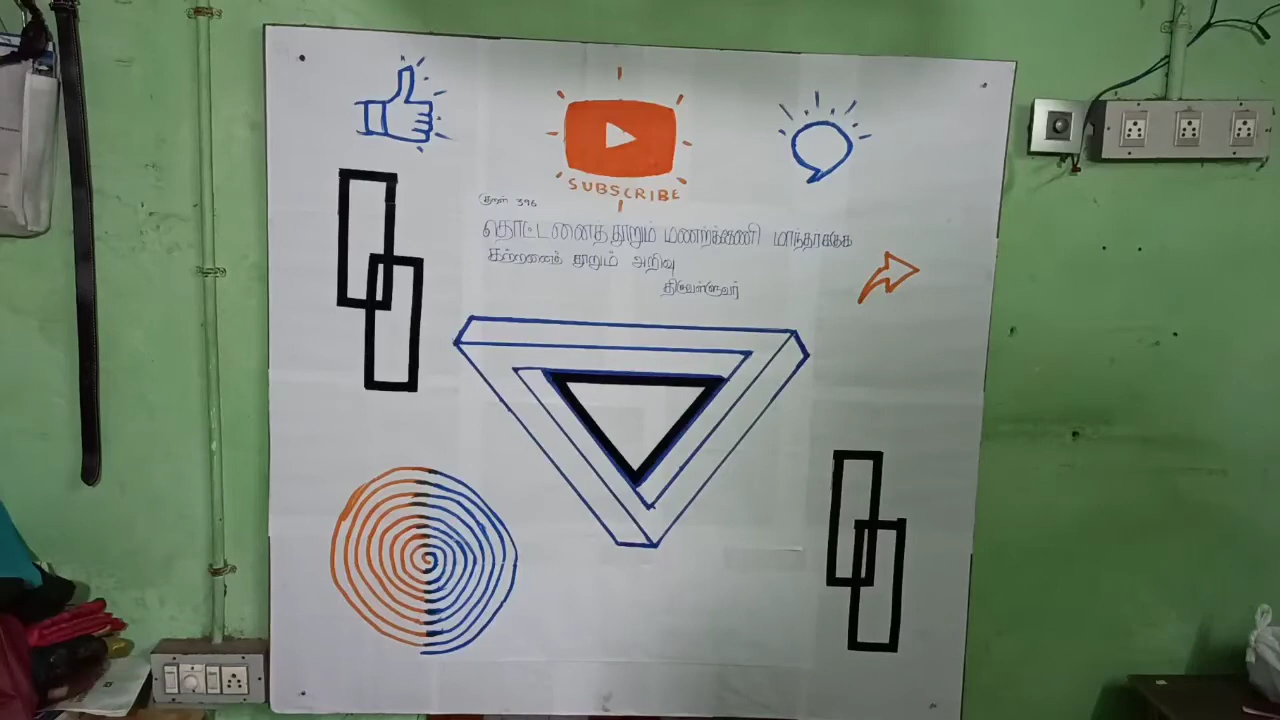 SUBSCRIBE
குறள் 396
தொட்டனைத் தூறும் மணற்கேணி மாந்தர்க்குக்
கற்றனைத் தூறும் அறிவு
திருவள்ளுவர்